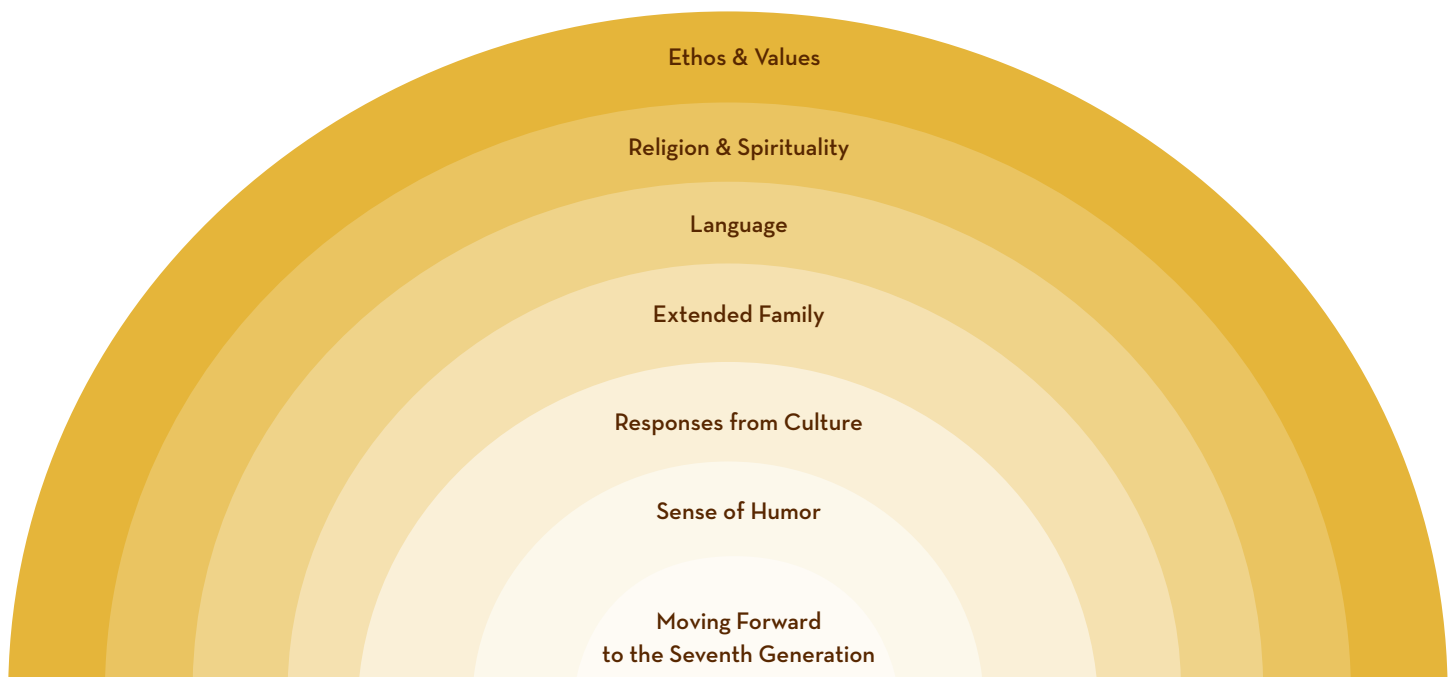 Ethos & Values
Religion & Spirituality
Language
Extended Family
Responses from Culture
Sense of Humor
Moving Forward
to the Seventh Generation